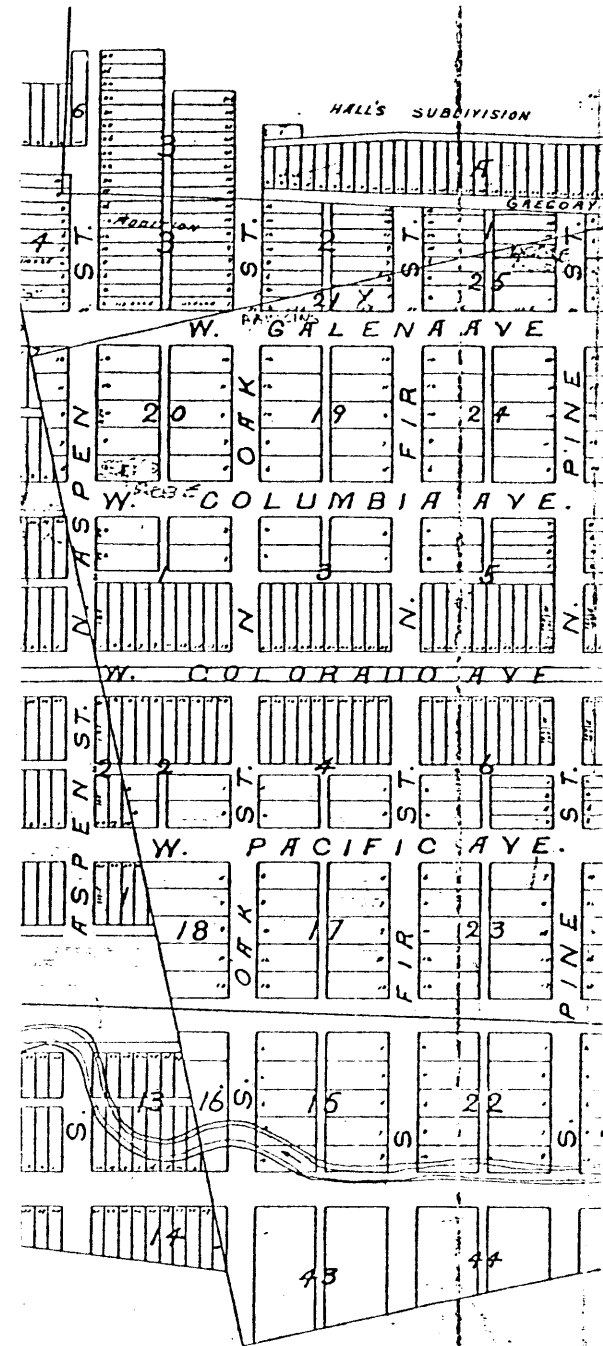 HALL'S SUBDIVISION
6
3
A
GREGORY
ADDITION
4
ST.
3
ST.
2
ST.
1
ST
25
21
W. GALENA AVE
ASPEN
20
OAK
19
FIR
24
PINE
W. COLUMBIA AVE.
1
3
5
N.
N
N.
N.
W. COLORADO AVE
ASPEN ST.
2
2
4
6
ST.
ST.
ST.
W. PACIFIC AVE.
1
18
OAK
17
FIR
23
PINE
13
16
15
22
S.
S.
S
S.
14
43
44